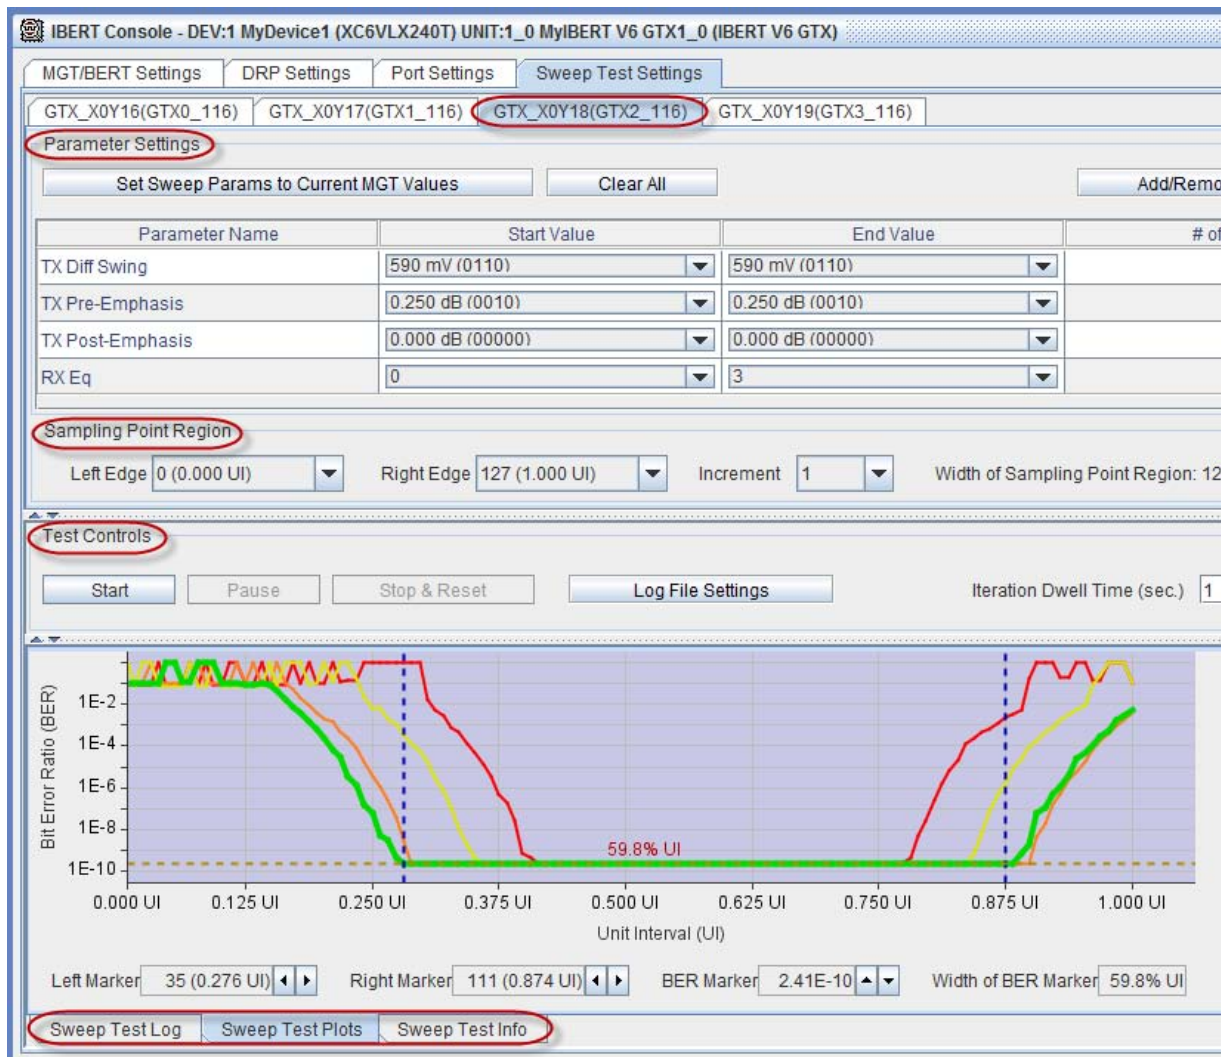 IBERT Console - DEV:1 MyDevice1 (XC6VLX240T) UNIT:1_0 MyIBERT V6 GTX1_0 (IBERT V6 GTX)
MGT/BERT Settings DRP Settings Port Settings Sweep Test Settings
GTX_X0Y16(GTX0_116) GTX_X0Y17(GTX1_116) GTX_X0Y18(GTX2_116) GTX_X0Y19(GTX3_116)
Parameter Settings
Set Sweep Params to Current MGT Values Clear All Add/Remo
Parameter Name Start Value End Value # of
TX Diff Swing 590 mV (0110) 590 mV (0110)
TX Pre-Emphasis 0.250 dB (0010) 0.250 dB (0010)
TX Post-Emphasis 0.000 dB (00000) 0.000 dB (00000)
RX Eq 0 3
Sampling Point Region
Left Edge 0 (0.000 UI) Right Edge 127 (1.000 UI) Increment 1 Width of Sampling Point Region: 12
Test Controls
Start Pause Stop & Reset Log File Settings Iteration Dwell Time (sec.) 1
Bit Error Ratio (BER)
1E-2
1E-4
1E-6
1E-8
1E-10
59.8% UI
0.000 UI 0.125 UI 0.250 UI 0.375 UI 0.500 UI 0.625 UI 0.750 UI 0.875 UI 1.000 UI
Unit Interval (UI)
Left Marker 35 (0.276 UI) Right Marker 111 (0.874 UI) BER Marker 2.41E-10 Width of BER Marker 59.8% UI
Sweep Test Log Sweep Test Plots Sweep Test Info